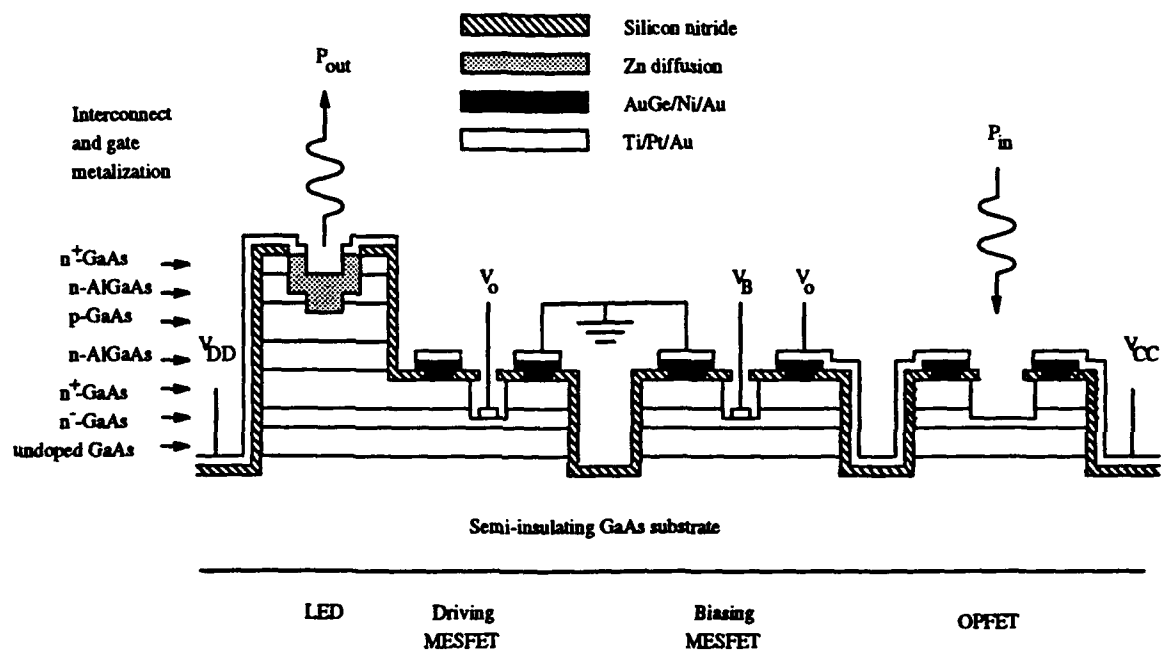 Silicon nitride
Zn diffusion
AuGe/Ni/Au
Ti/Pt/Au
P out
P in
Interconnect
and gate
metalization
n+-GaAs
n-AlGaAs
p-GaAs
n-AlGaAs
n+-GaAs
n--GaAs
undoped GaAs
V DD
V o
V B
V o
V CC
Semi-insulating GaAs substrate
LED
Driving
MESFET
Biasing
MESFET
OPFET